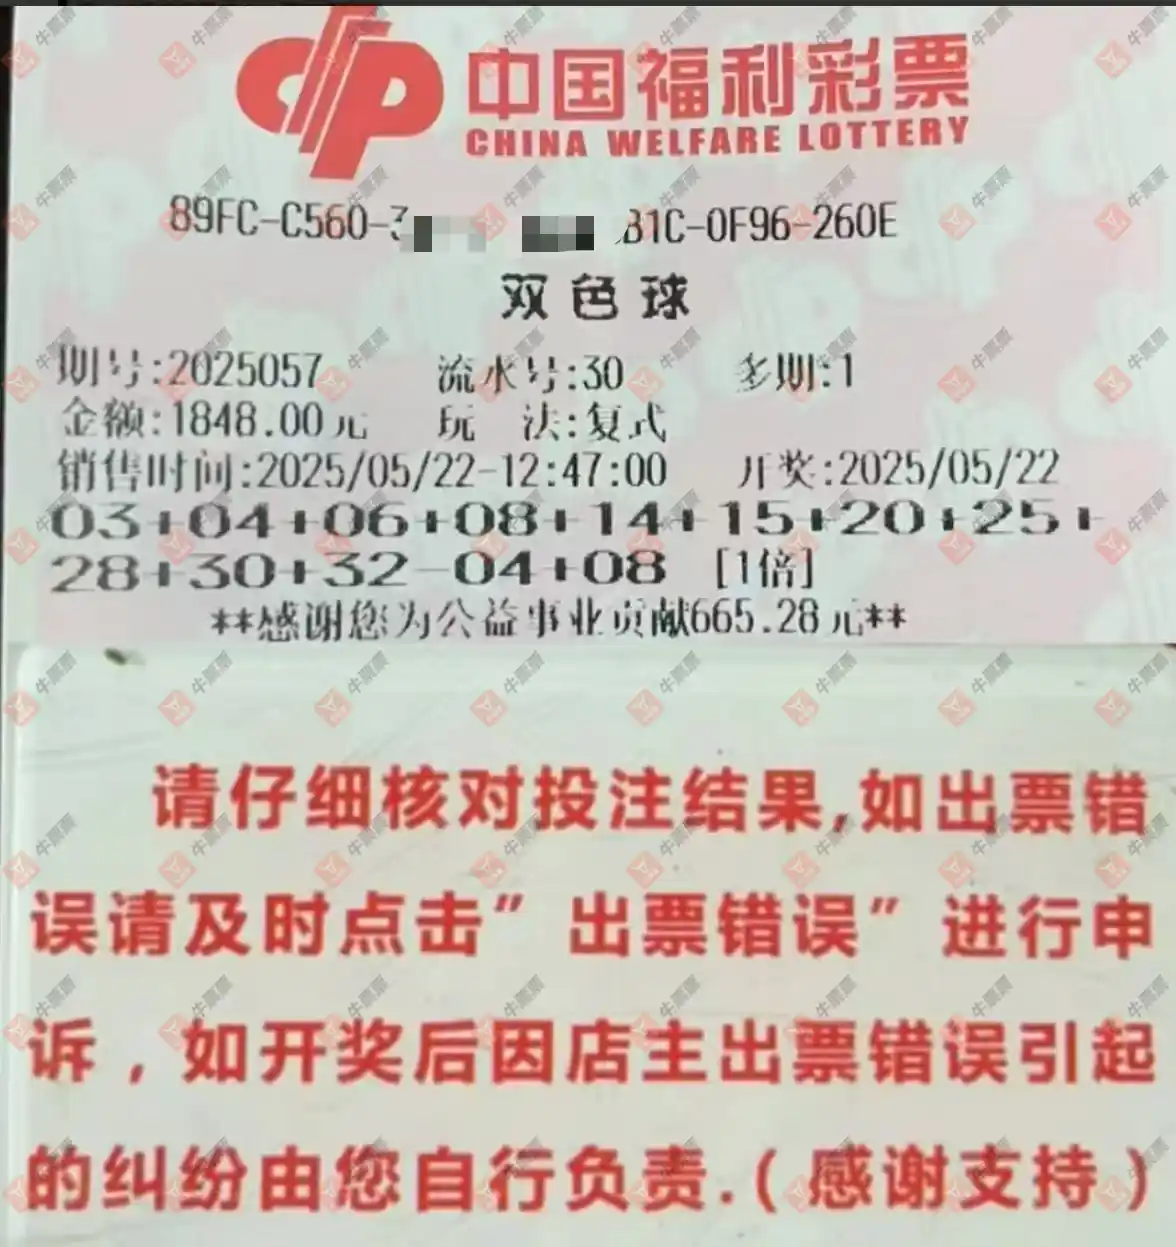 中国福利彩票
CHINA WELFARE LOTTERY
89FC-C560-3 B1C-0F96-260E
双色球
期号:2025057 流水号:30 多期:1
金额:1848.00元 玩 法:复式
销售时间:2025/05/22-12:47:00 开奖:2025/05/22
03+04+06+08+14+15+20+25+
28+30+32-04+08 [1倍]
**感谢您为公益事业贡献665.28元**
请仔细核对投注结果,如出票错
误请及时点击”出票错误”进行申
诉，如开奖后因店主出票错误引起
的纠纷由您自行负责.(感谢支持)
牛票票